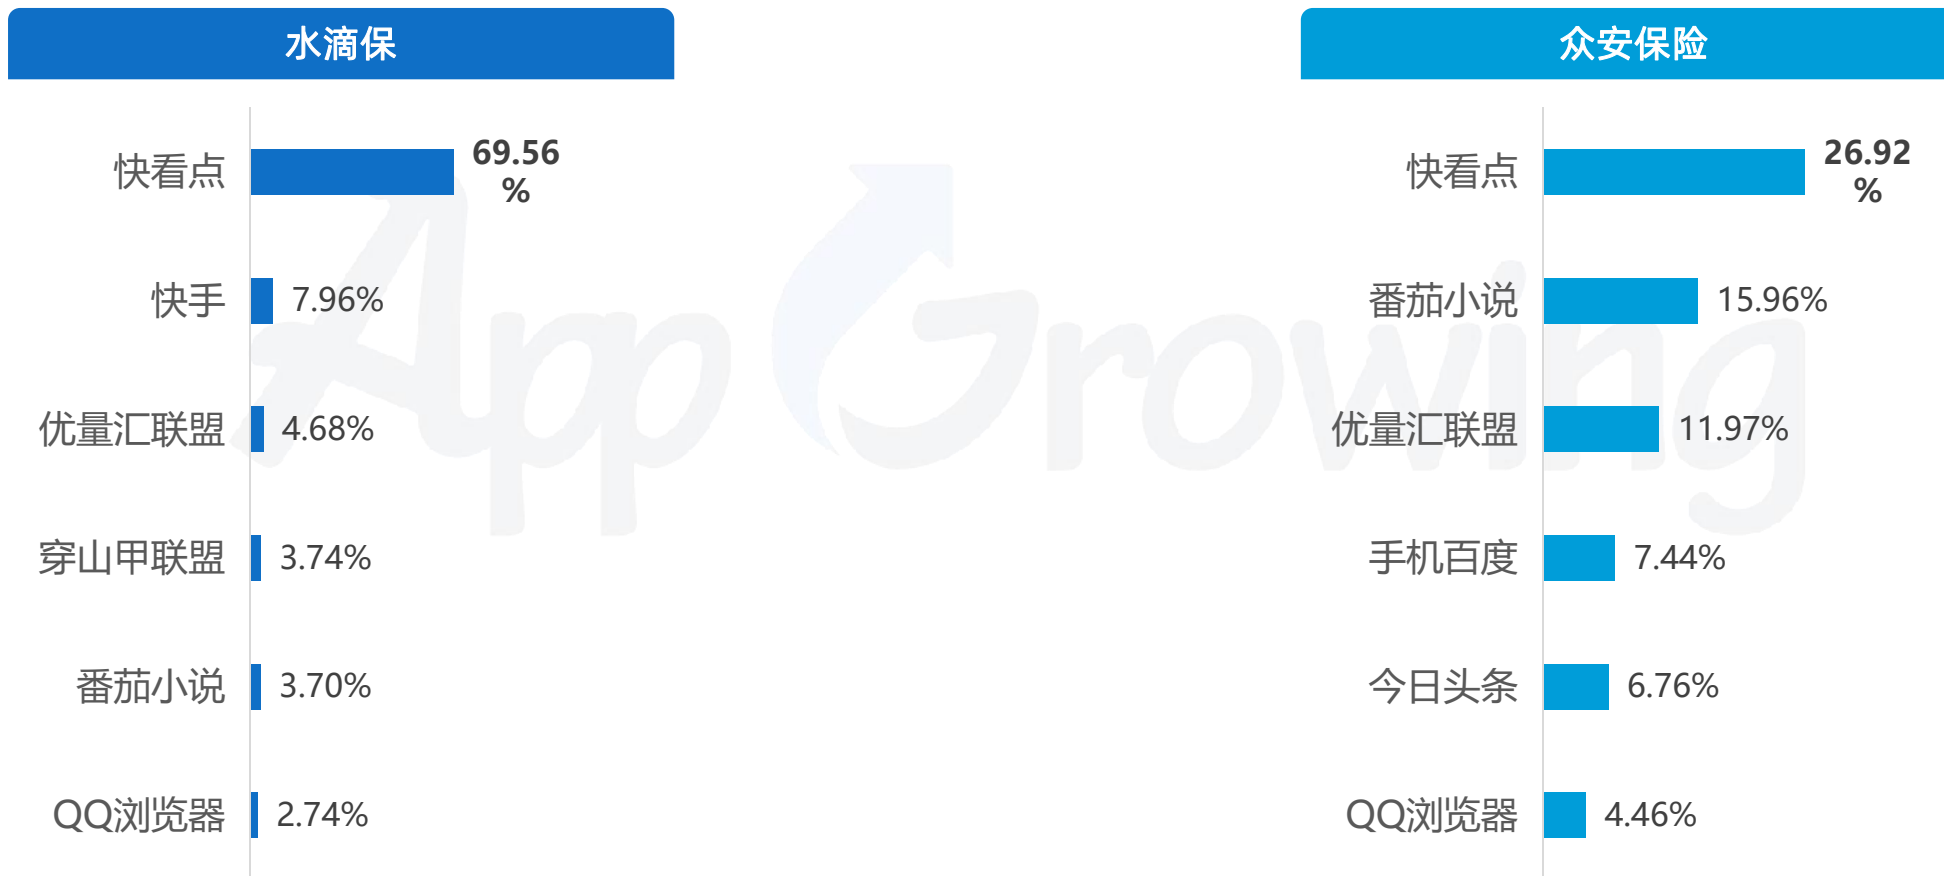 水滴保
快看点
69.56
%
快手
7.96%
优量汇联盟
4.68%
穿山甲联盟
3.74%
番茄小说
3.70%
QQ浏览器
2.74%
众安保险
快看点
26.92
%
番茄小说
15.96%
优量汇联盟
11.97%
手机百度
7.44%
今日头条
6.76%
QQ浏览器
4.46%
App Growing